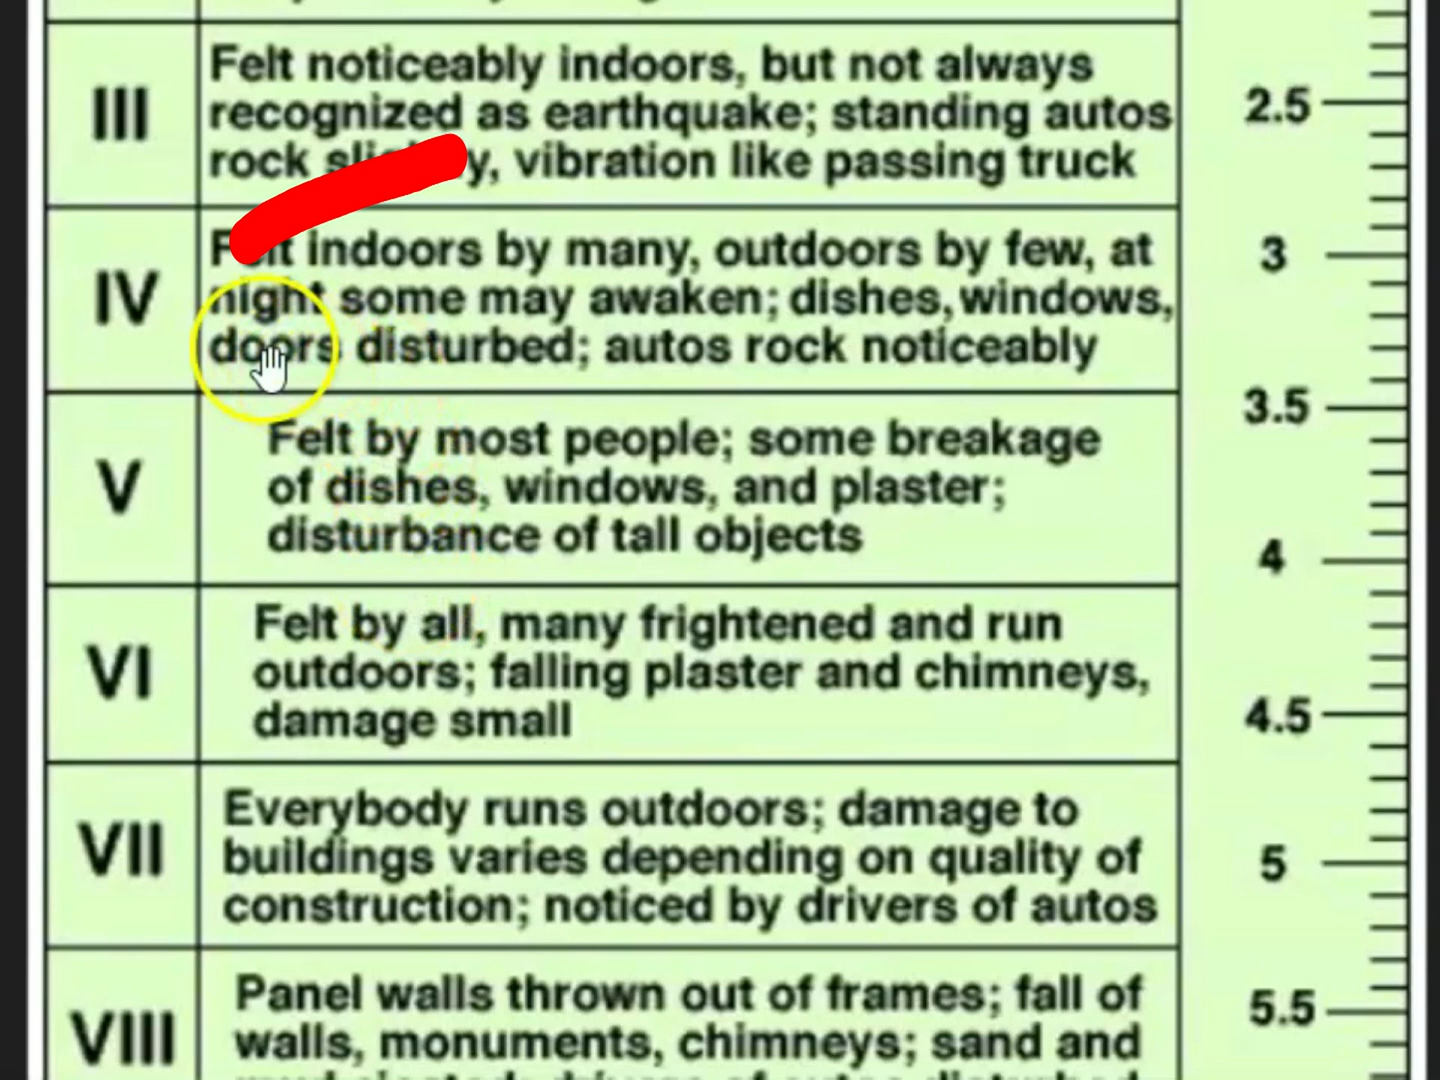 III
Felt noticeably indoors, but not always
recognized as earthquake; standing autos
rock slightly, vibration like passing truck
2.5
IV
Felt indoors by many, outdoors by few, at
night some may awaken; dishes, windows,
doors disturbed; autos rock noticeably
3
3.5
V
Felt by most people; some breakage
of dishes, windows, and plaster;
disturbance of tall objects
4
VI
Felt by all, many frightened and run
outdoors; falling plaster and chimneys,
damage small
4.5
VII
Everybody runs outdoors; damage to
buildings varies depending on quality of
construction; noticed by drivers of autos
5
VIII
Panel walls thrown out of frames; fall of
walls, monuments, chimneys; sand and
5.5